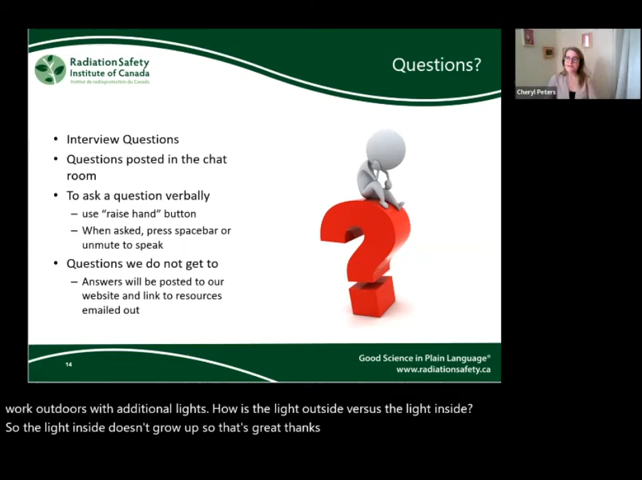 Radiation Safety
Institute of Canada
Institut de radioprotection du Canada
Questions?
Cheryl Peters
• Interview Questions
• Questions posted in the chat
room
• To ask a question verbally
– use "raise hand" button
– When asked, press spacebar or
unmute to speak
• Questions we do not get to
– Answers will be posted to our
website and link to resources
emailed out
14
Good Science in Plain Language®
www.radiationsafety.ca
work outdoors with additional lights. How is the light outside versus the light inside?
So the light inside doesn't grow up so that's great thanks